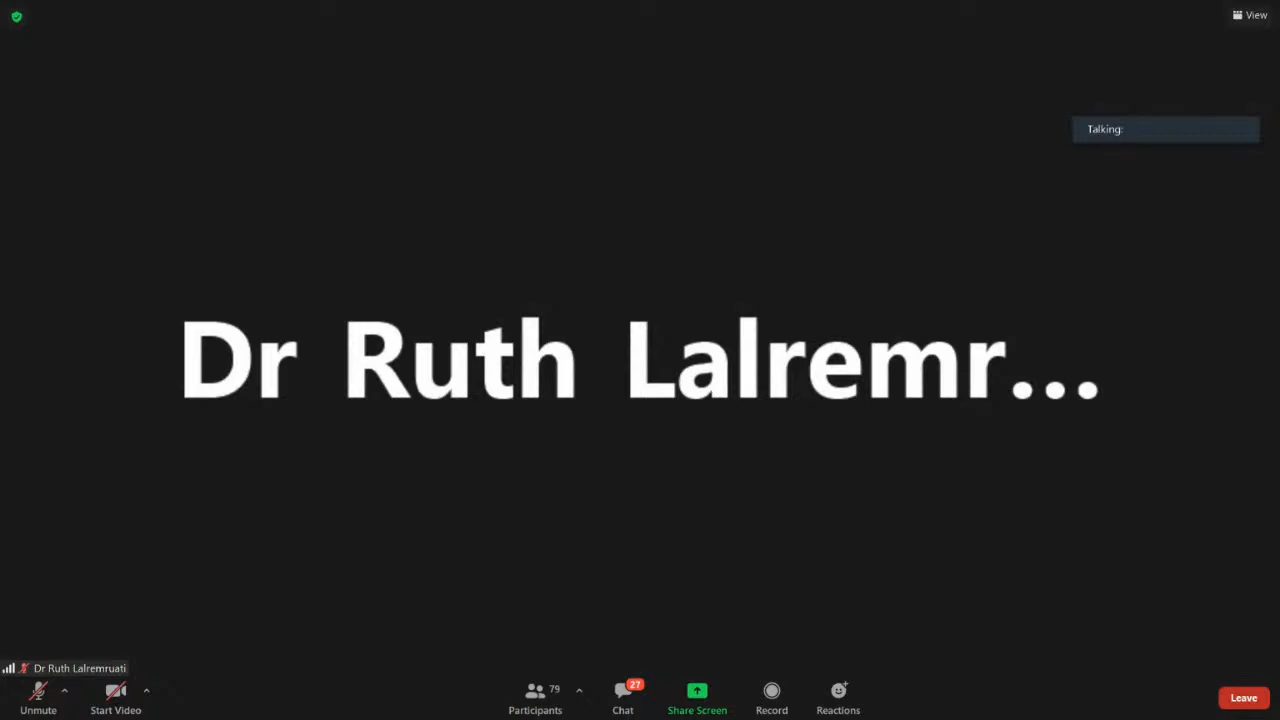 View
Talking:
Dr Ruth Lalremr...
Dr Ruth Lalremruati
Unmute
Start Video
79
Participants
27
Chat
Share Screen
Record
Reactions
Leave